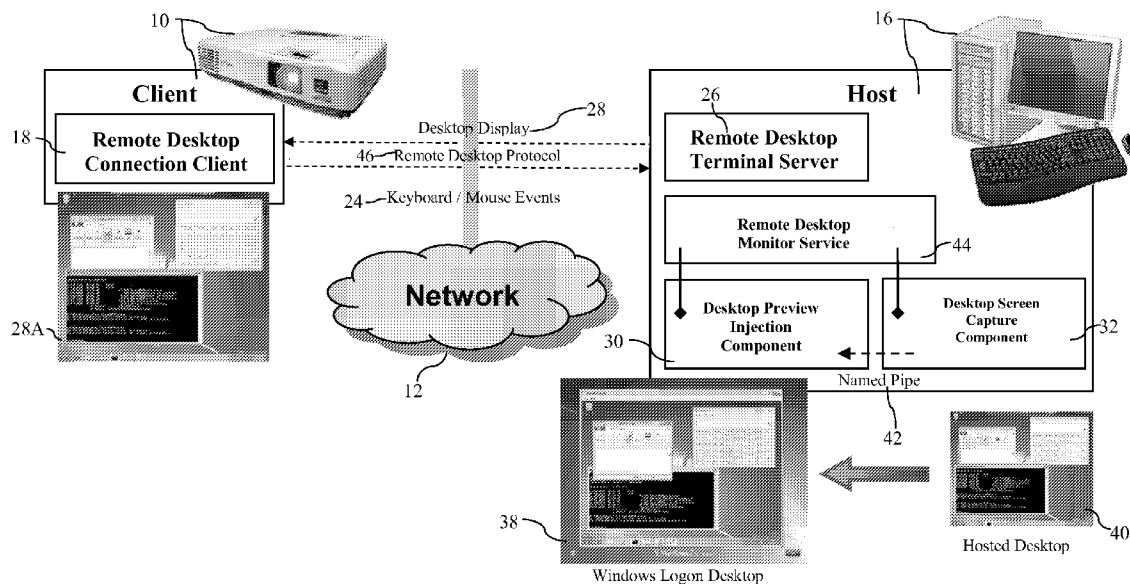 10
16
Client
Host
18
Remote Desktop
Connection Client
Desktop Display
28
26
Remote Desktop
Terminal Server
46
Remote Desktop Protocol
24
Keyboard / Mouse Events
Remote Desktop
Monitor Service
44
Network
Desktop Preview
Injection
Component
30
Desktop Screen
Capture
Component
32
28A
12
Named Pipe
42
38
Windows Logon Desktop
40
Hosted Desktop